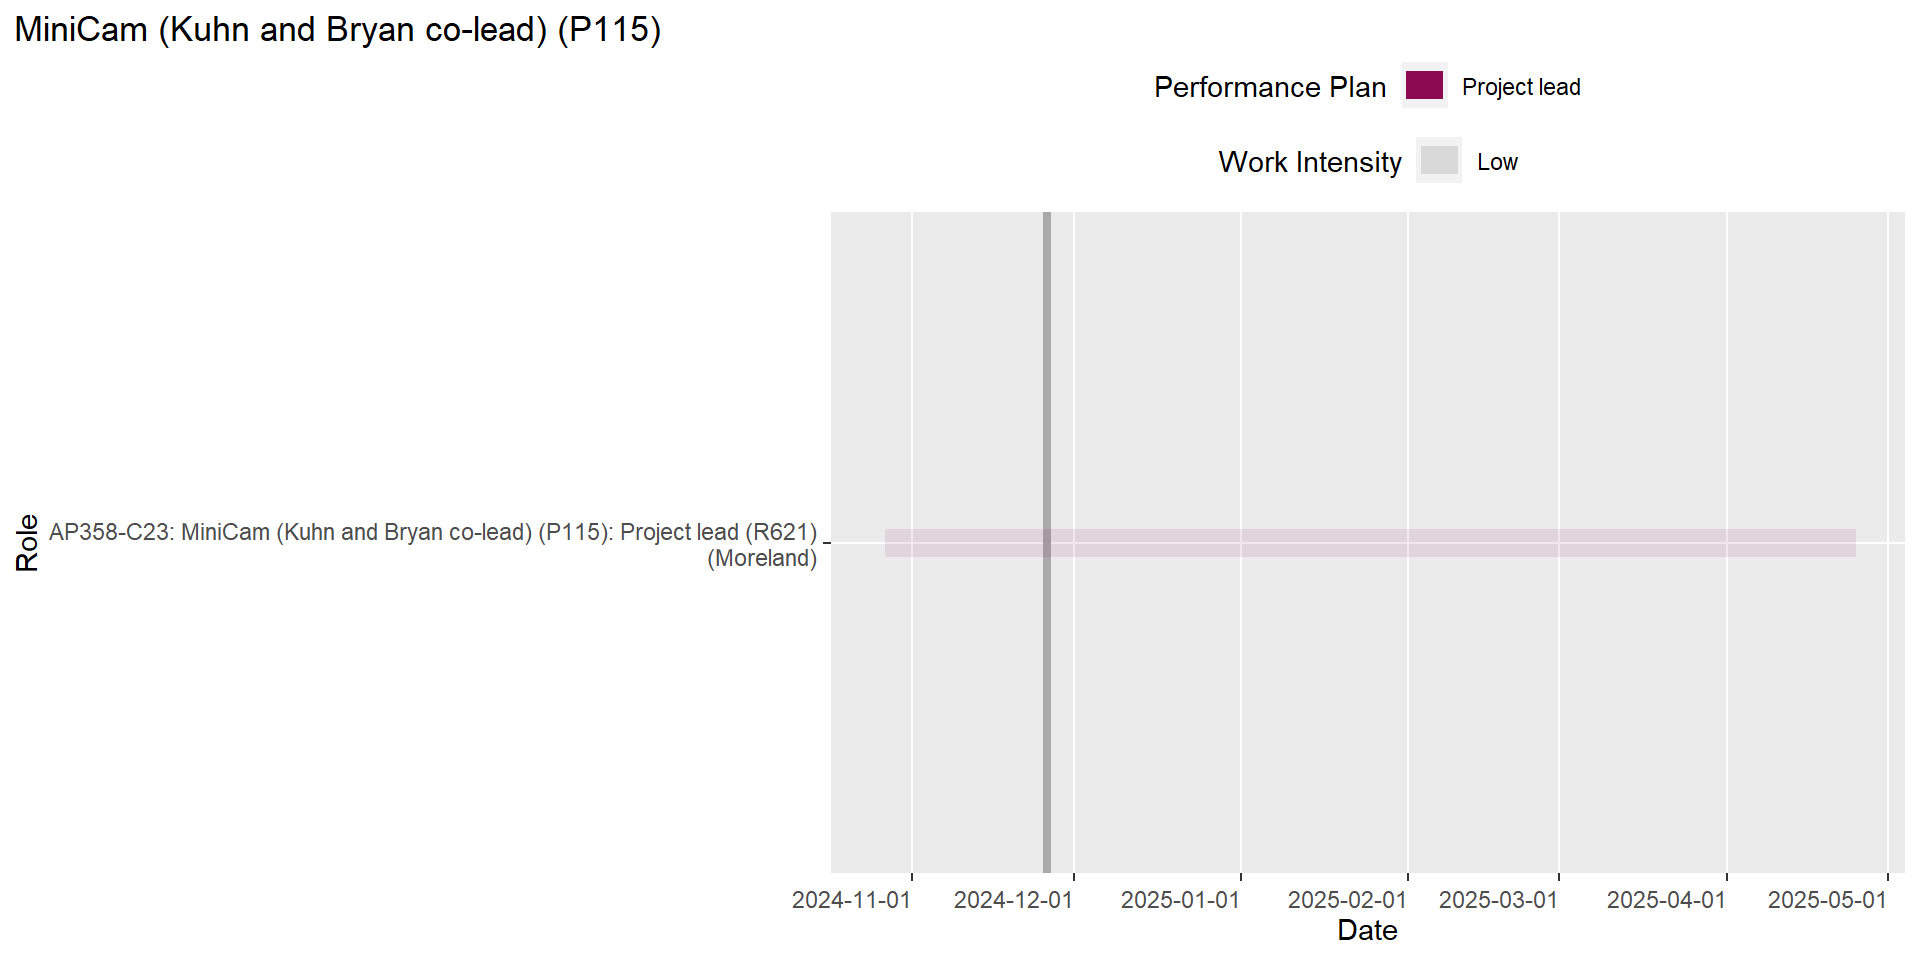 MiniCam (Kuhn and Bryan co-lead) (P115)
Performance Plan Project lead
Work Intensity Low
Role
AP358-C23: MiniCam (Kuhn and Bryan co-lead) (P115): Project lead (R621)
(Moreland)
2024-11-01 2024-12-01 2025-01-01 2025-02-01 2025-03-01 2025-04-01 2025-05-01
Date